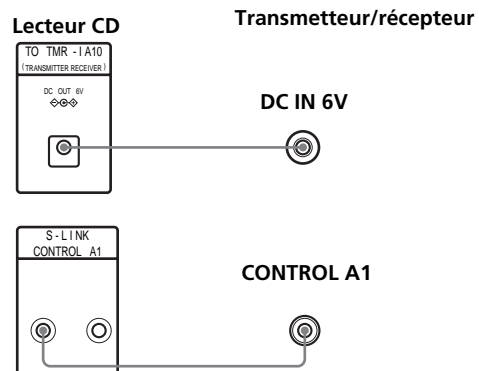 Lecteur CD
Transmetteur/récepteur
TO TMR - I A10
( TRANSMITTER RECEIVER )
DC OUT 6V
DC IN 6V
S - L I N K
CONTROL A1
CONTROL A1